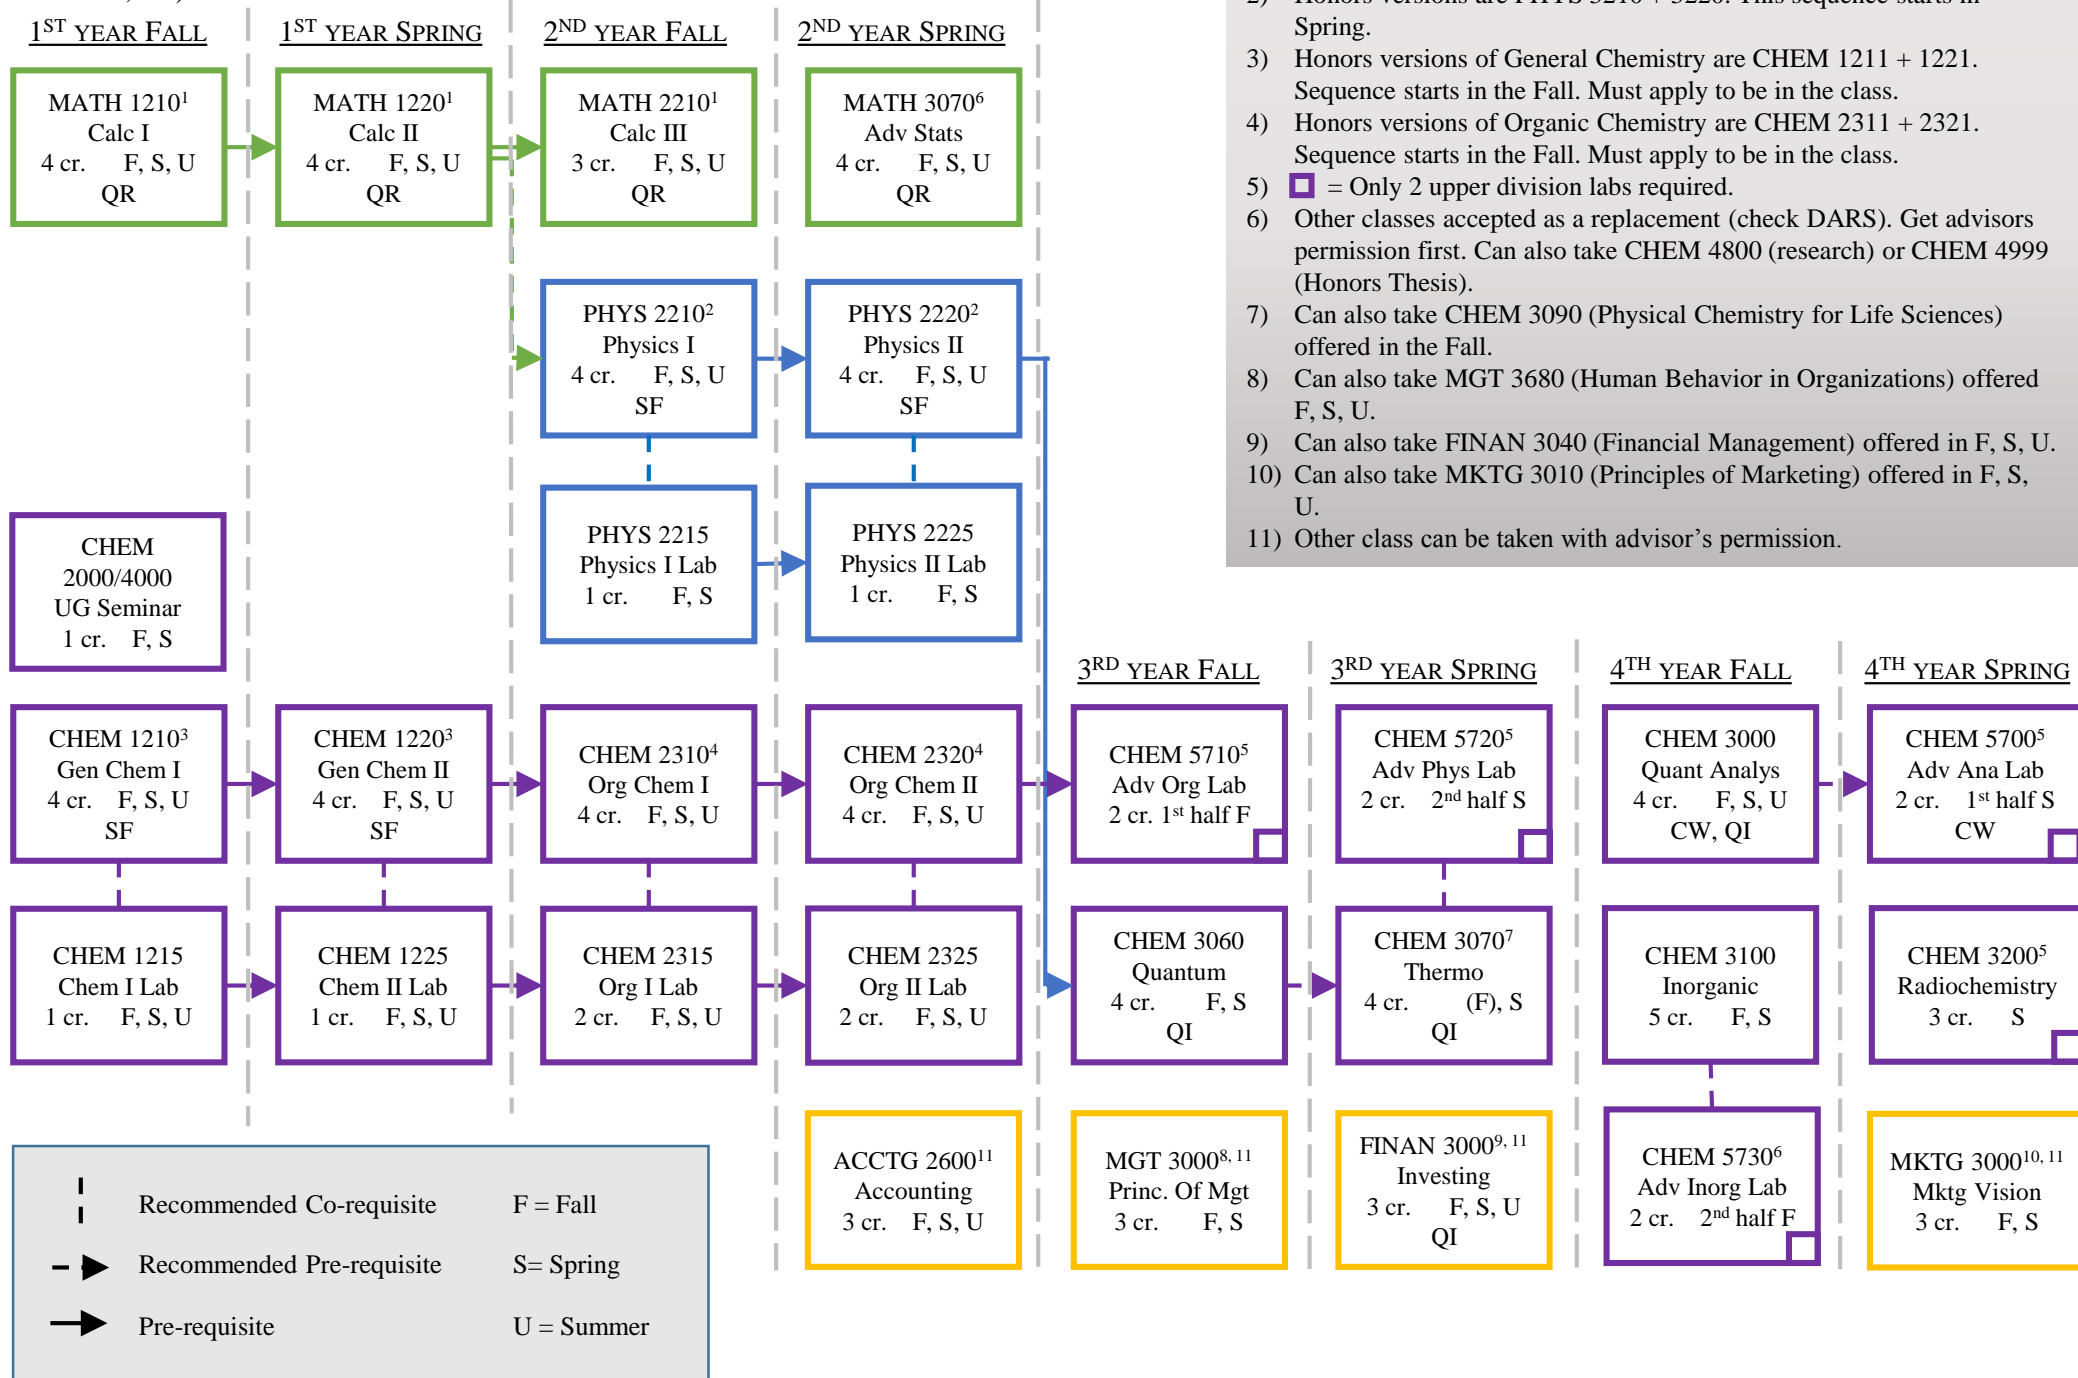 1ST YEAR FALL
1ST YEAR SPRING
2ND YEAR FALL
2ND YEAR SPRING
MATH 1210¹
Calc I
4 cr. F, S, U
QR
MATH 1220¹
Calc II
4 cr. F, S, U
QR
MATH 2210¹
Calc III
3 cr. F, S, U
QR
MATH 3070⁶
Adv Stats
4 cr. F, S, U
QR
Spring.
3) Honors versions of General Chemistry are CHEM 1211 + 1221.
Sequence starts in the Fall. Must apply to be in the class.
4) Honors versions of Organic Chemistry are CHEM 2311 + 2321.
Sequence starts in the Fall. Must apply to be in the class.
5) = Only 2 upper division labs required.
6) Other classes accepted as a replacement (check DARS). Get advisors
permission first. Can also take CHEM 4800 (research) or CHEM 4999
(Honors Thesis).
7) Can also take CHEM 3090 (Physical Chemistry for Life Sciences)
offered in the Fall.
8) Can also take MGT 3680 (Human Behavior in Organizations) offered
F, S, U.
9) Can also take FINAN 3040 (Financial Management) offered in F, S, U.
10) Can also take MKTG 3010 (Principles of Marketing) offered in F, S,
U.
11) Other class can be taken with advisor's permission.
PHYS 2210²
Physics I
4 cr. F, S, U
SF
PHYS 2220²
Physics II
4 cr. F, S, U
SF
CHEM
2000/4000
UG Seminar
1 cr. F, S
PHYS 2215
Physics I Lab
1 cr. F, S
PHYS 2225
Physics II Lab
1 cr. F, S
3RD YEAR FALL
3RD YEAR SPRING
4TH YEAR FALL
4TH YEAR SPRING
CHEM 1210³
Gen Chem I
4 cr. F, S, U
SF
CHEM 1220³
Gen Chem II
4 cr. F, S, U
SF
CHEM 2310⁴
Org Chem I
4 cr. F, S, U
CHEM 2320⁴
Org Chem II
4 cr. F, S, U
CHEM 5710⁵
Adv Org Lab
2 cr. 1st half F
CHEM 5720⁵
Adv Phys Lab
2 cr. 2nd half S
CHEM 3000
Quant Analys
4 cr. F, S, U
CW, QI
CHEM 5700⁵
Adv Ana Lab
2 cr. 1st half S
CW
CHEM 1215
Chem I Lab
1 cr. F, S, U
CHEM 1225
Chem II Lab
1 cr. F, S, U
CHEM 2315
Org I Lab
2 cr. F, S, U
CHEM 2325
Org II Lab
2 cr. F, S, U
CHEM 3060
Quantum
4 cr. F, S
QI
CHEM 3070⁷
Thermo
4 cr. (F), S
QI
CHEM 3100
Inorganic
5 cr. F, S
CHEM 3200⁵
Radiochemistry
3 cr. S
ACCTG 2600¹¹
Accounting
3 cr. F, S, U
MGT 3000⁸, ¹¹
Princ. Of Mgt
3 cr. F, S
FINAN 3000⁹, ¹¹
Investing
3 cr. F, S, U
QI
CHEM 5730⁶
Adv Inorg Lab
2 cr. 2nd half F
MKTG 3000¹⁰, ¹¹
Mktg Vision
3 cr. F, S
Recommended Co-requisite F = Fall
Recommended Pre-requisite S= Spring
Pre-requisite U = Summer